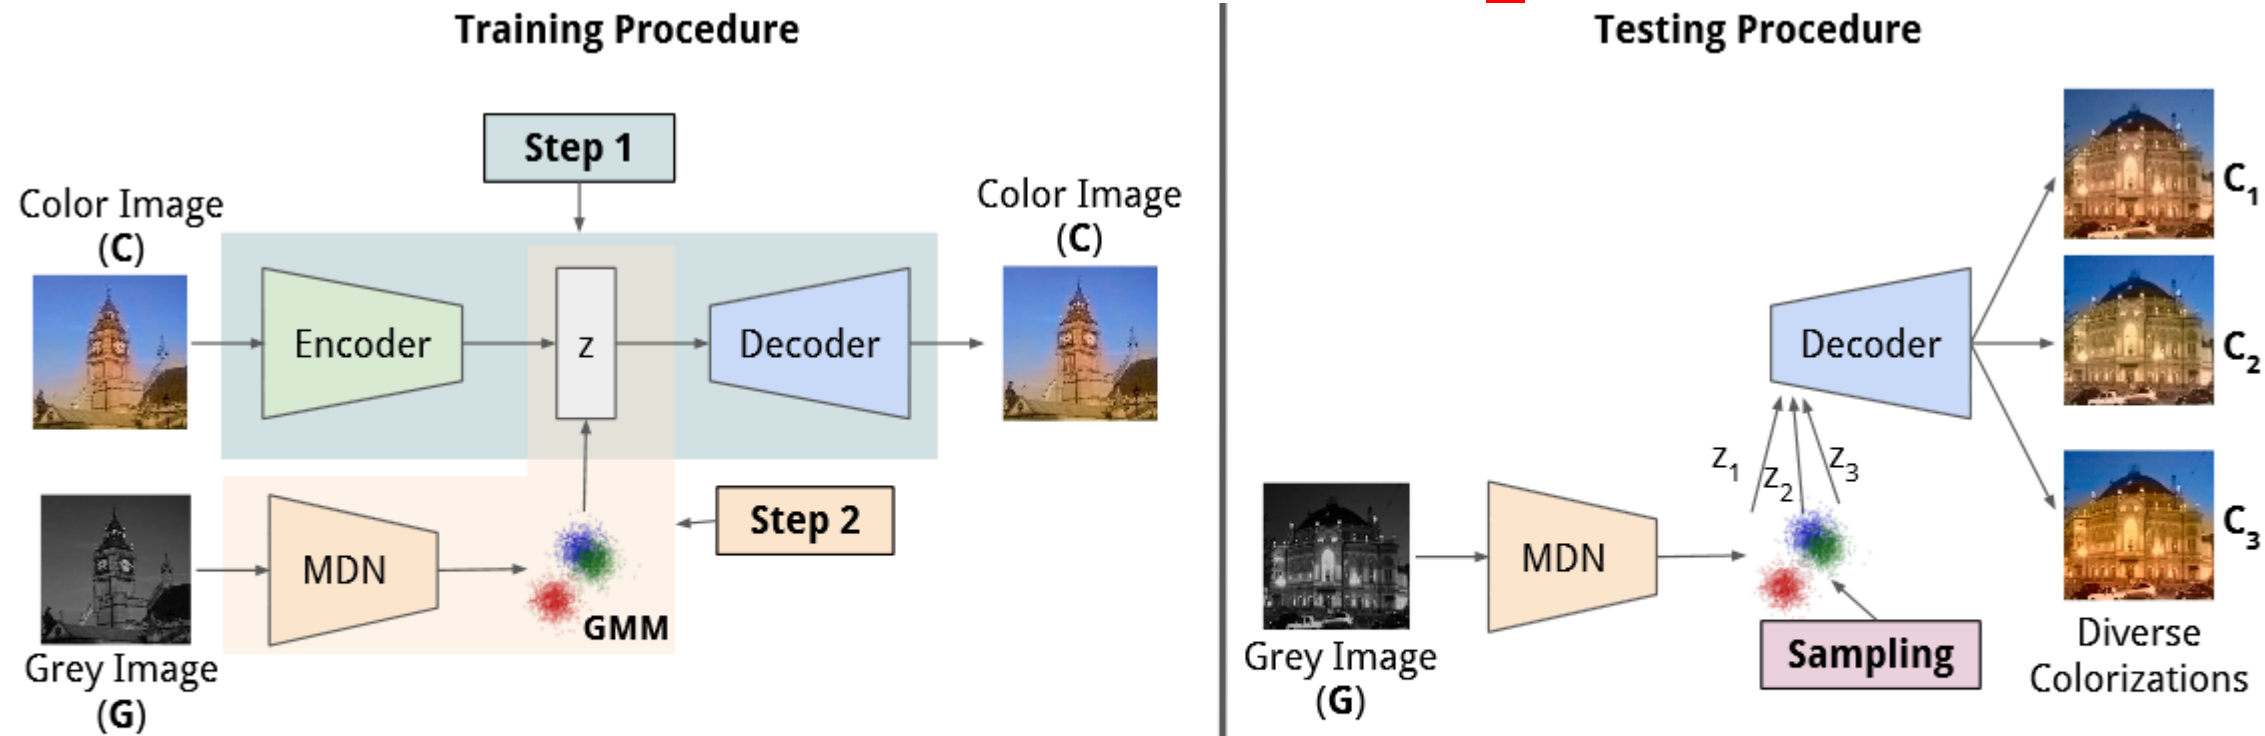 Training Procedure
Step 1
Color Image
(C)
Encoder
z
Decoder
Color Image
(C)
Grey Image
(G)
MDN
GMM
Step 2
Testing Procedure
Grey Image
(G)
MDN
Sampling
z1
z2
z3
Decoder
C1
C2
C3
Diverse
Colorizations